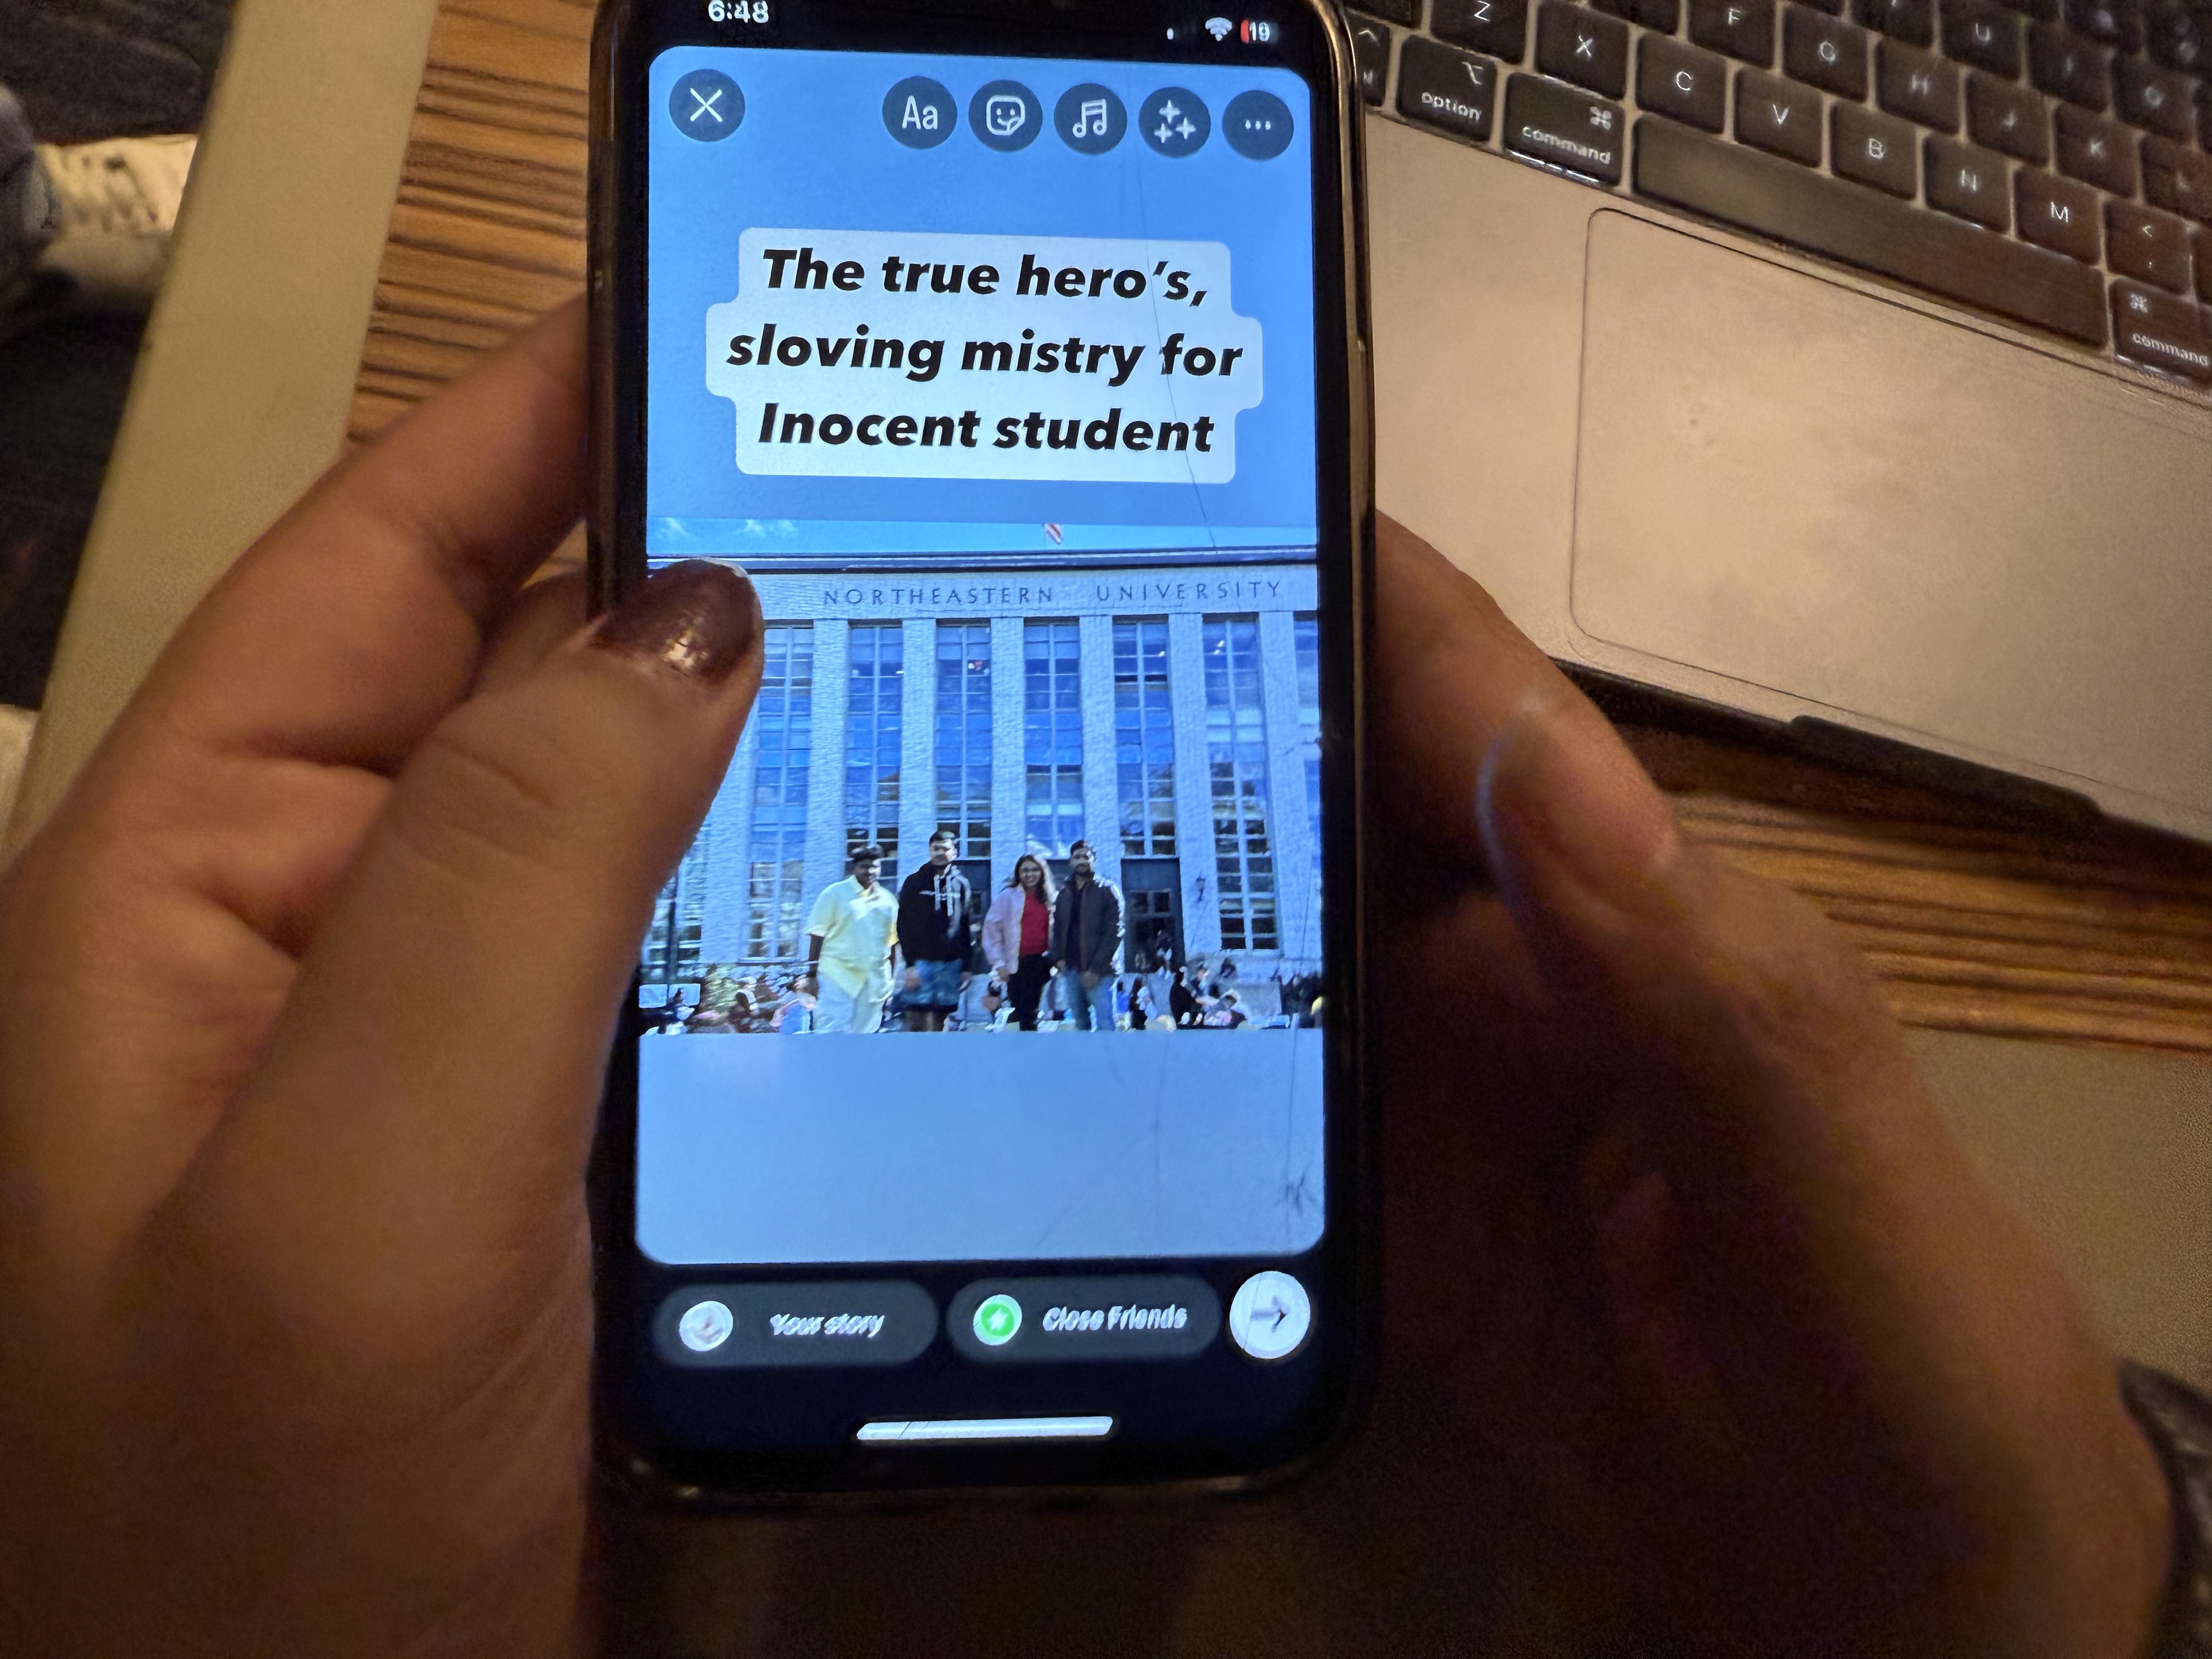 6:48
19
Aa
The true hero's,
sloving mistry for
Inocent student
NORTHEASTERN UNIVERSITY
Your story
Close Friends
option
command
Z
X
C
F
V
G
B
H
N
U
J
M
K
<
,
command